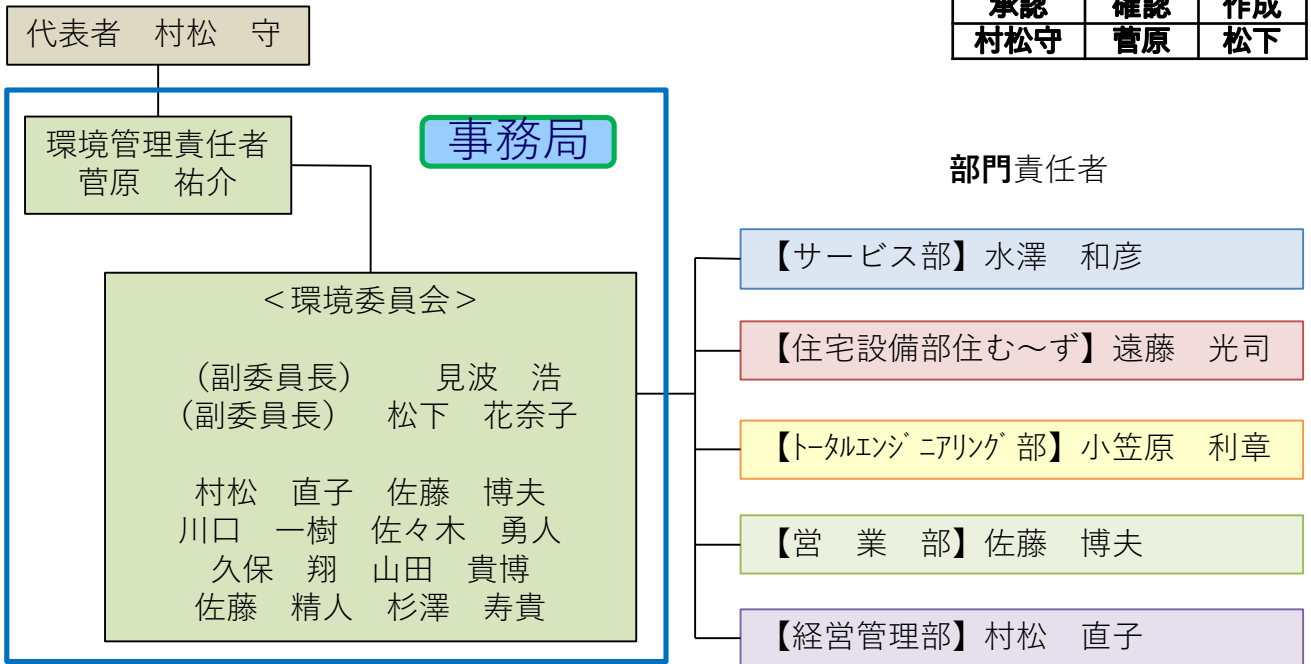 代表者　村松　守
承認　確認　作成
村松守　菅原　松下
環境管理責任者
菅原　祐介
事務局
部門責任者
＜環境委員会＞
（副委員長）　　見波　浩
（副委員長）　松下　花奈子
村松　直子　佐藤　博夫
川口　一樹　佐々木　勇人
久保　翔　山田　貴博
佐藤　精人　杉澤　寿貴
【サービス部】水澤　和彦
【住宅設備部住む～ず】遠藤　光司
【ﾄｰﾀﾙｴﾝｼﾞﾆｱﾘﾝｸﾞ部】小笠原　利章
【営　業　部】佐藤　博夫
【経営管理部】村松　直子